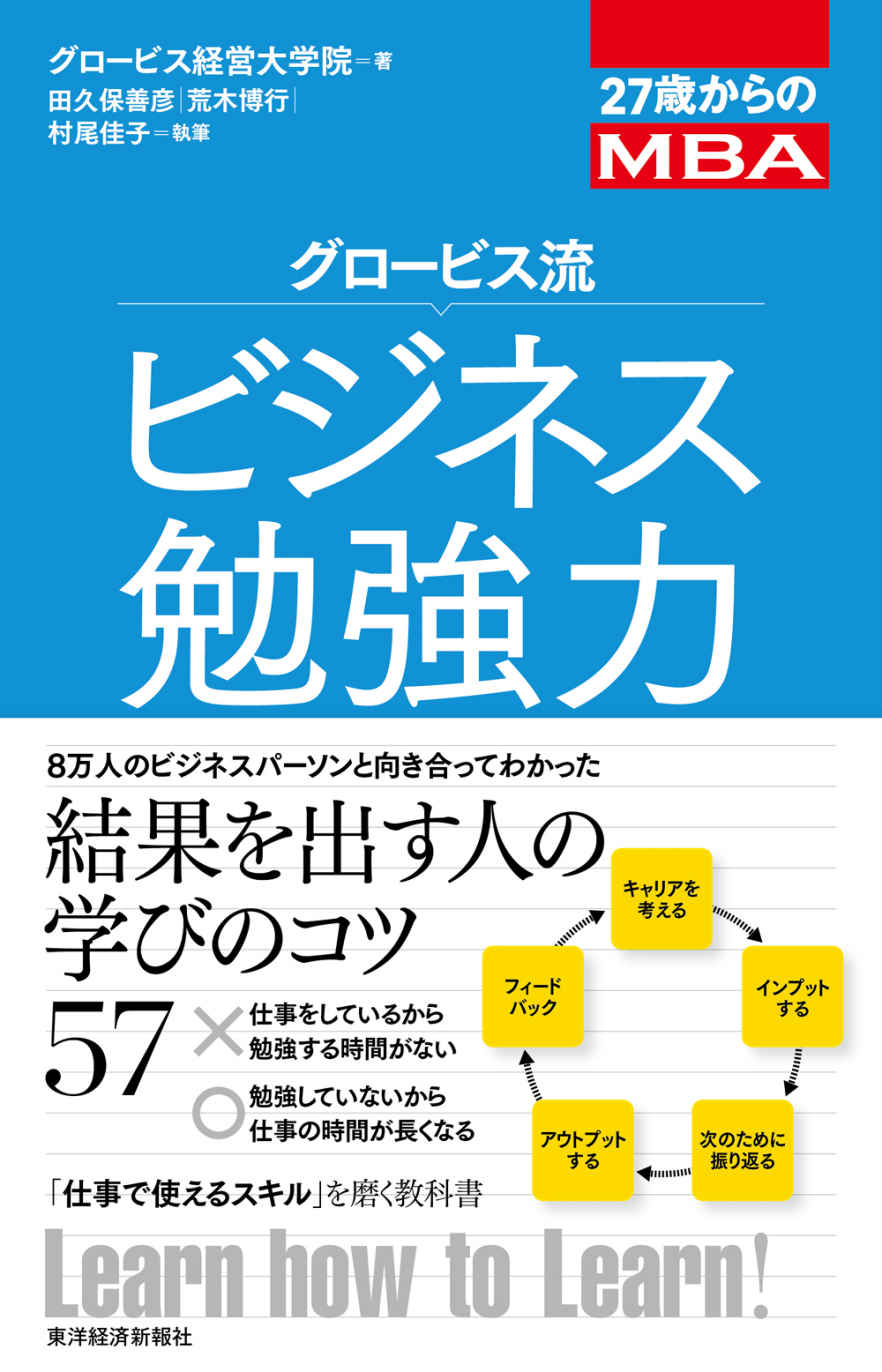 グロービス経営大学院=著
田久保善彦|荒木博行|
村尾佳子=執筆
27歳からの
MBA
グロービス流
ビジネス
勉強力
8万人のビジネスパーソンと向き合ってわかった
結果を出す人の
学びのコツ
57
× 仕事をしているから
勉強する時間がない
○ 勉強していないから
仕事の時間が長くなる
キャリアを
考える
インプット
する
次のために
振り返る
アウトプット
する
フィード
バック
「仕事で使えるスキル」を磨く教科書
Learn how to Learn!
東洋経済新報社